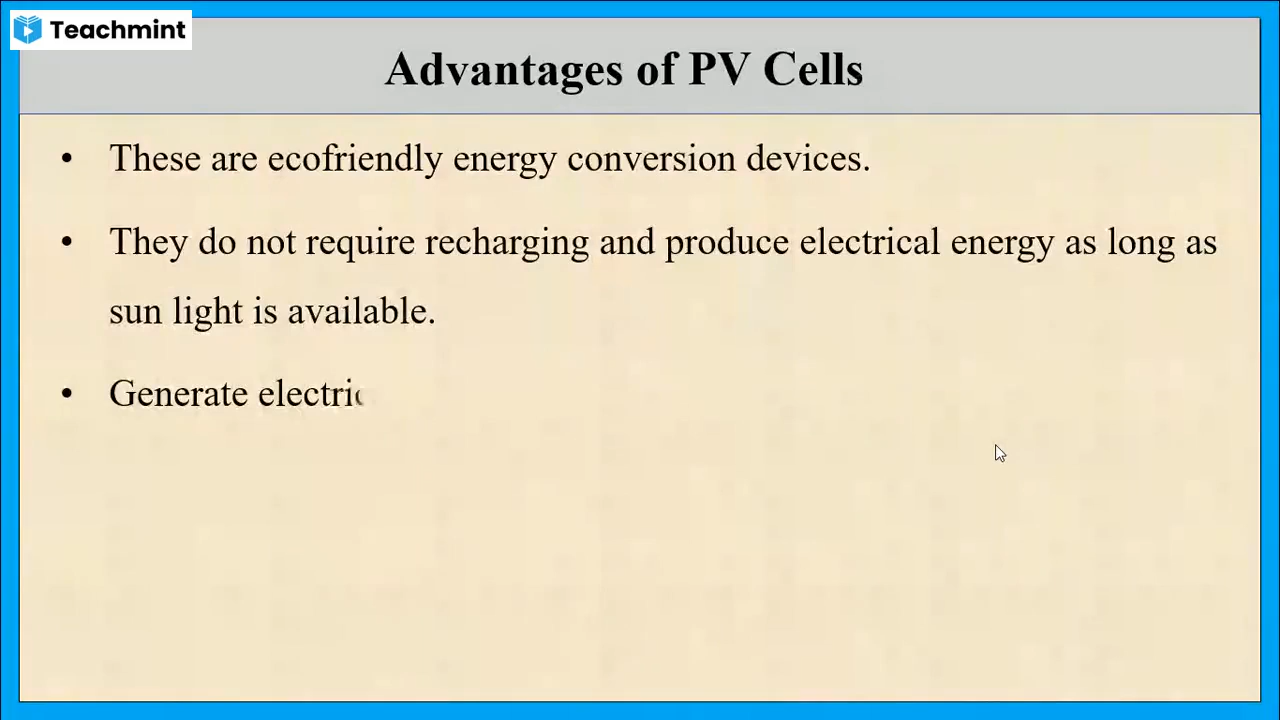 Teachmint
Advantages of PV Cells
• These are ecofriendly energy conversion devices.
• They do not require recharging and produce electrical energy as long as
sun light is available.
• Generate electric